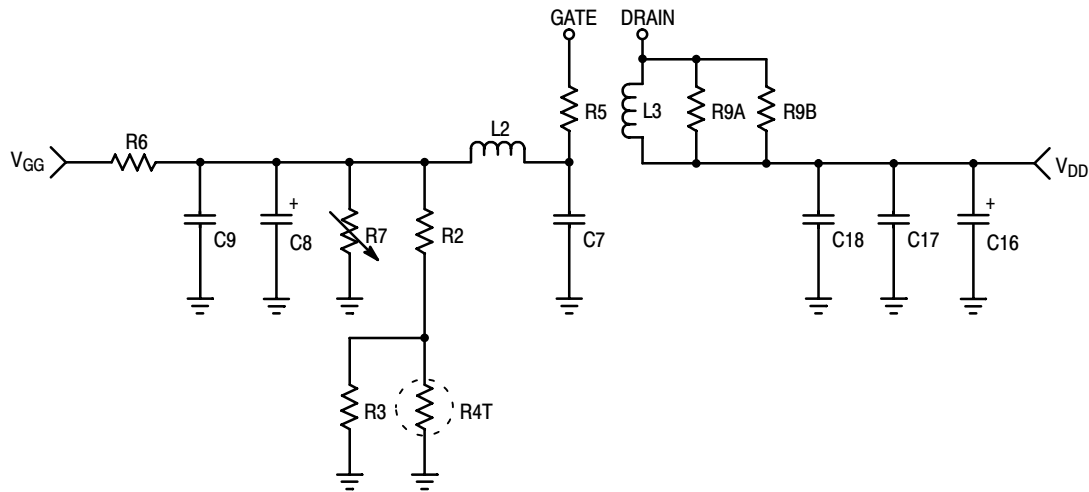 GATE DRAIN
R5 L3 R9A R9B
R6 L2
VGG VDD
+ +
C9 C8 R7 R2 C7 C18 C17 C16
R3 R4T